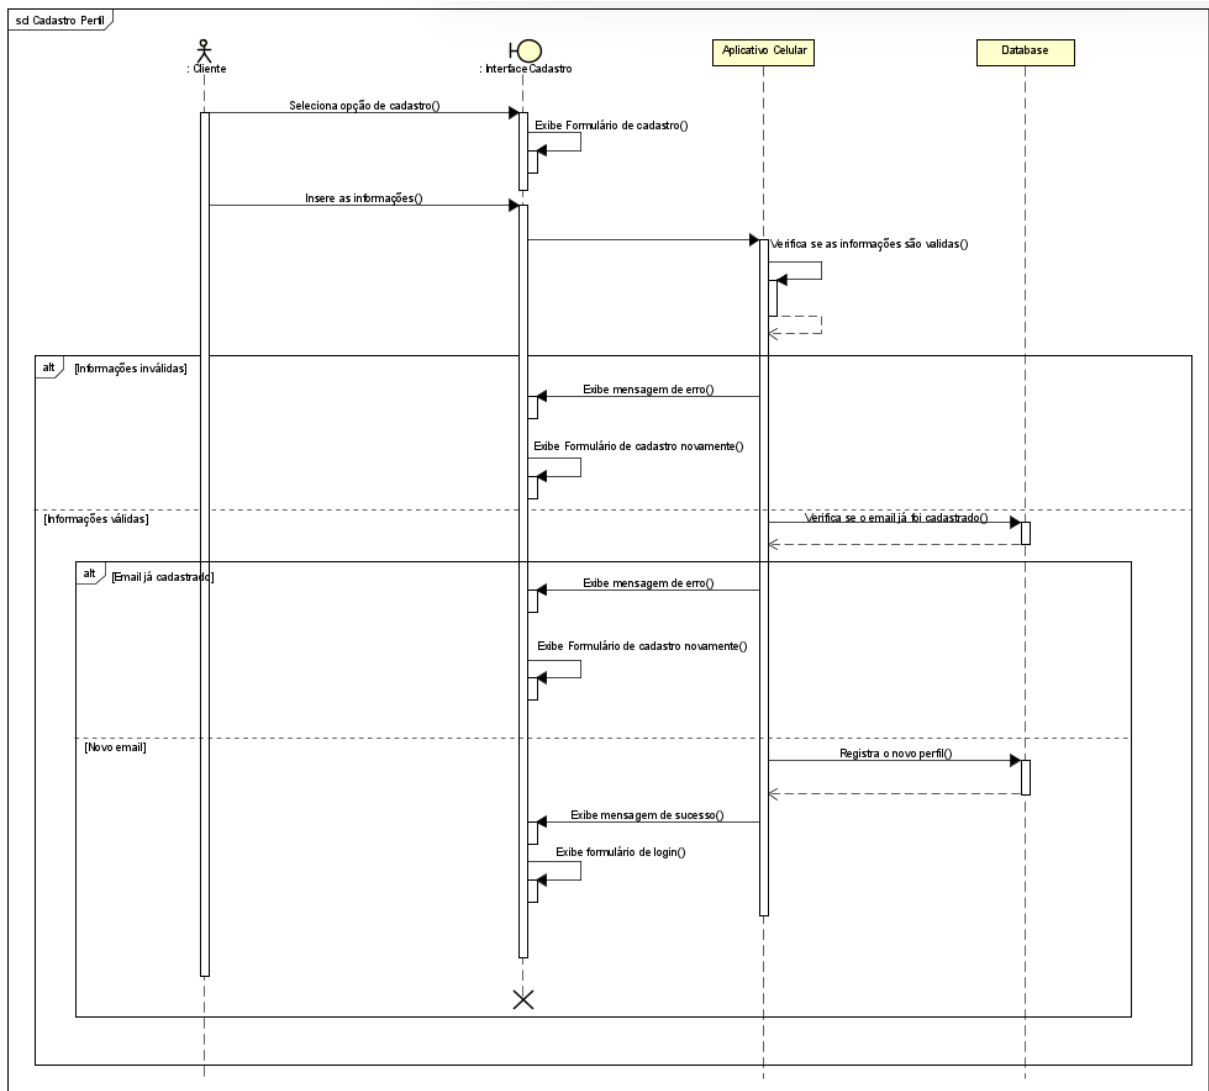 sd Cadastro Perfil
: Cliente
: InterfaceCadastro
Aplicativo Celular
Database
Seleciona opção de cadastro()
Exibe Formulário de cadastro()
Insere as informações()
Verifica se as informações são validas()
alt
[Informações inválidas]
Exibe mensagem de erro()
Exibe Formulário de cadastro novamente()
[Informações válidas]
Verifica se o email já foi cadastrado()
alt
[Email já cadastrado]
Exibe mensagem de erro()
Exibe Formulário de cadastro novamente()
[Novo email]
Registra o novo perfil()
Exibe mensagem de sucesso()
Exibe formulário de login()